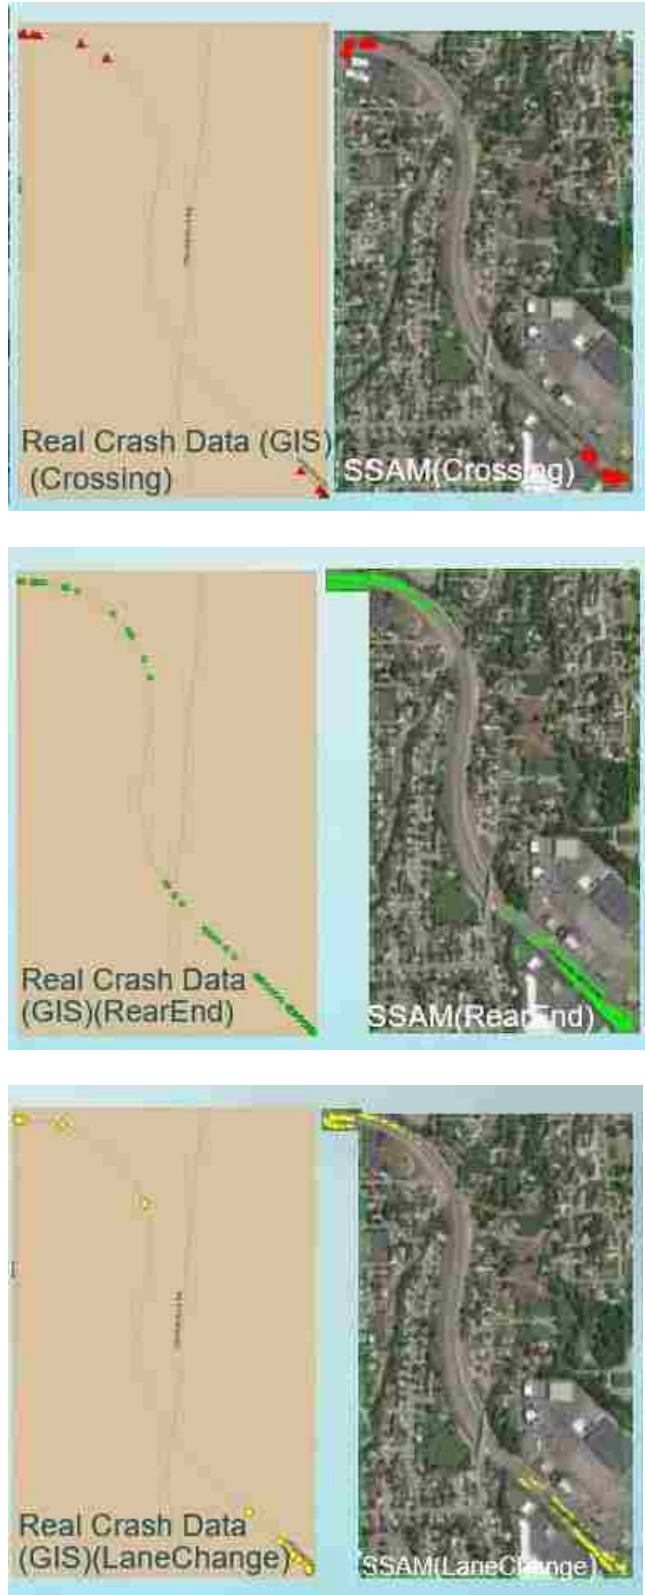 Real Crash Data (GIS)
(Crossing)
SSAM(Crossing)
Real Crash Data
(GIS)(RearEnd)
SSAM(RearEnd)
Real Crash Data
(GIS)(LaneChange)
SSAM(LaneChange)